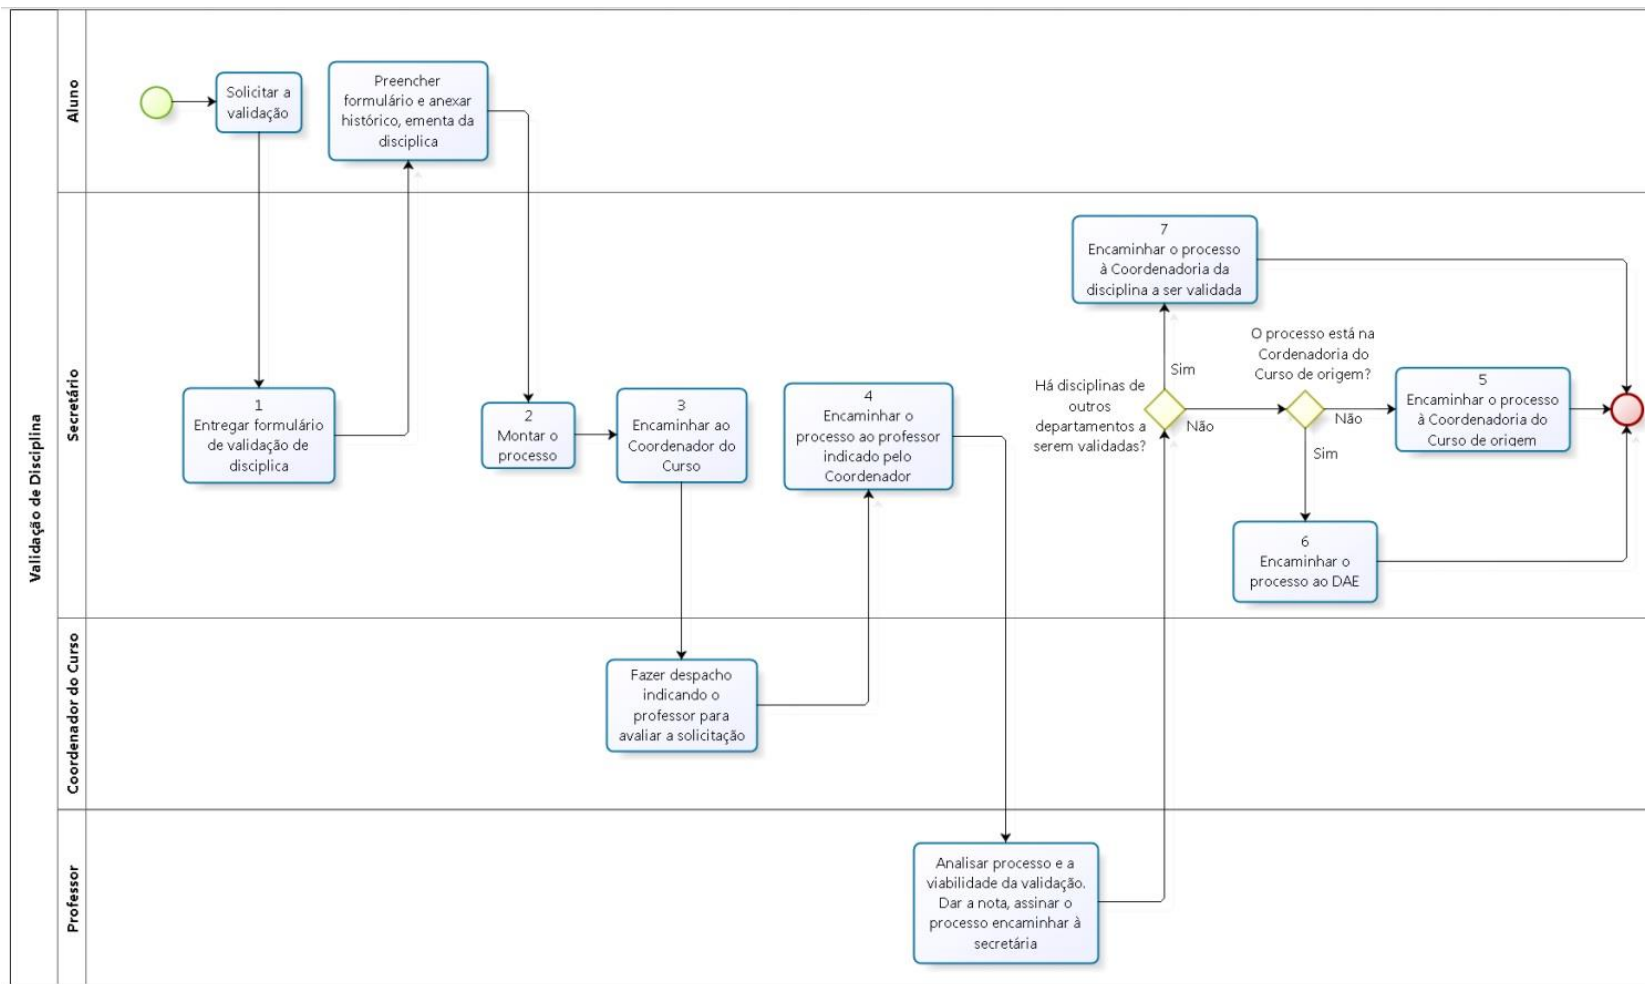 Validação de Disciplina
Aluno
Solicitar a
validação
Preencher
formulário e anexar
histórico, ementa da
disciplica
Secretário
1
Entregar formulário
de validação de
disciplica
2
Montar o
processo
3
Encaminhar ao
Coordenador do
Curso
4
Encaminhar o
processo ao professor
indicado pelo
Coordenador
Há disciplinas de
outros
departamentos a
serem validadas?
Sim
Não
7
Encaminhar o processo
à Coordenadoria da
disciplina a ser validada
O processo está na
Cordenadoria do
Curso de origem?
Não
Sim
5
Encaminhar o processo
à Coordenadoria do
Curso de origem
6
Encaminhar o
processo ao DAE
Coordenador do Curso
Fazer despacho
indicando o
professor para
avaliar a solicitação
Professor
Analisar processo e a
viabilidade da validação.
Dar a nota, assinar o
processo encaminhar à
secretária